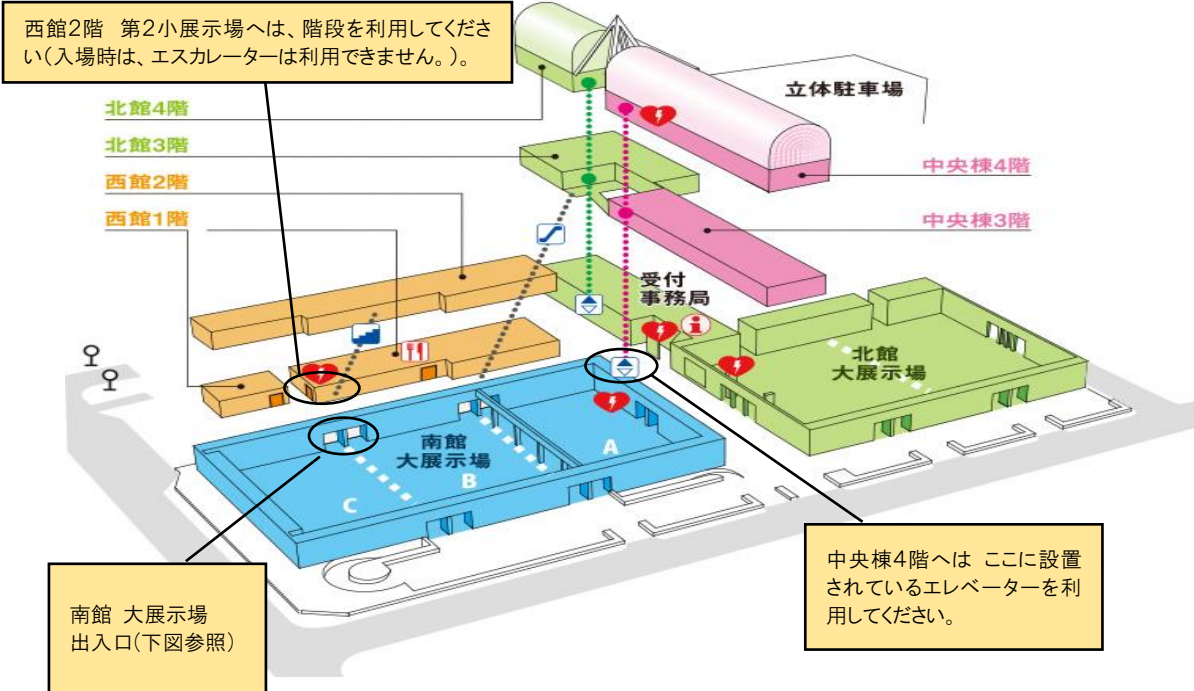 西館2階 第2小展示場へは、階段を利用してくださ
い(入場時は、エスカレーターは利用できません。)。
立体駐車場
北館4階
北館3階
西館2階
西館1階
中央棟4階
中央棟3階
受付
事務局
北館
大展示場
南館
大展示場
A
B
C
南館 大展示場
出入口(下図参照)
中央棟4階へは ここに設置
されているエレベーターを利
用してください。